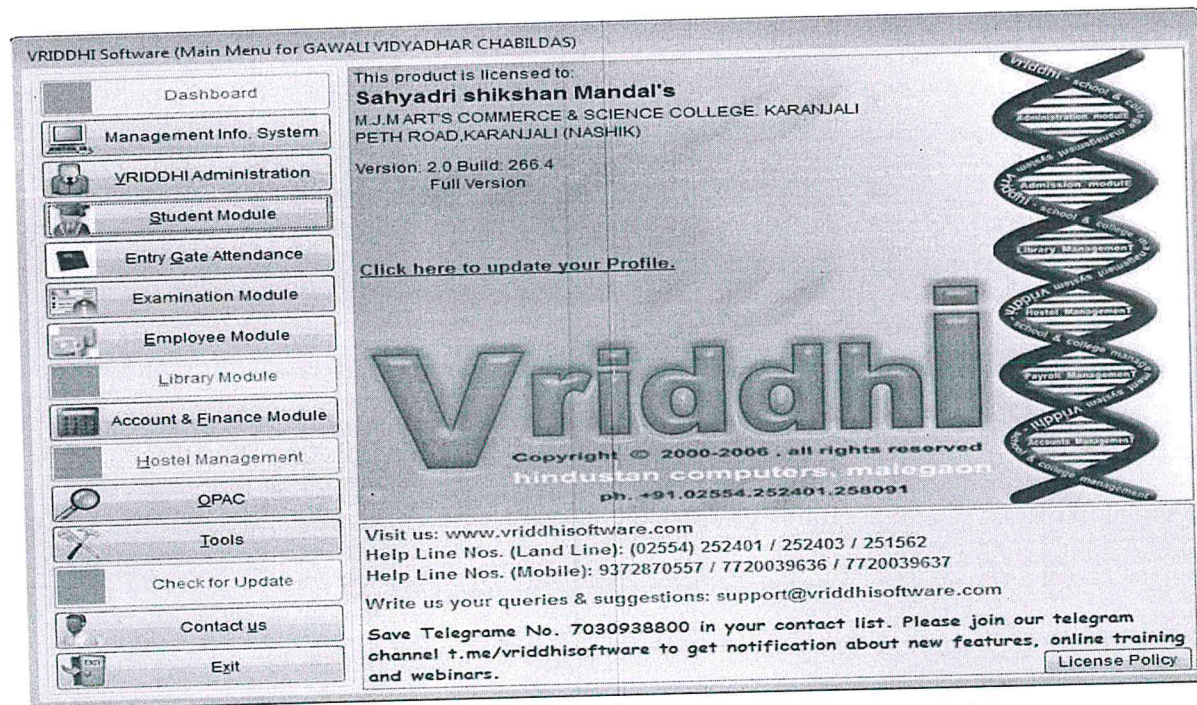 VRIDDHI Software (Main Menu for GAWALI VIDYADHAR CHABILDAS)
Dashboard
Management Info. System
VRIDDHI Administration
Student Module
Entry Gate Attendance
Examination Module
Employee Module
Library Module
Account & Finance Module
Hostel Management
OPAC
Tools
Check for Update
Contact us
Exit
This product is licensed to:
Sahyadri shikshan Mandal's
M.J.M ART'S COMMERCE & SCIENCE COLLEGE. KARANJALI
PETH ROAD,KARANJALI (NASHIK)
Version: 2.0 Build: 266.4
Full Version
Click here to update your Profile.
Vriddhi
Copyright © 2000-2006 . all rights reserved
hindustan computers, malegaon
ph. +91.02554.252401.258091
vriddhi - school & college management system
Administration modulE
Admission modulE
Library ManagemenT
Hostel ManagemenT
Payroll ManagemenT
Accounts ManagemenT
Visit us: www.vriddhisoftware.com
Help Line Nos. (Land Line): (02554) 252401 / 252403 / 251562
Help Line Nos. (Mobile): 9372870557 / 7720039636 / 7720039637
Write us your queries & suggestions: support@vriddhisoftware.com
Save Telegrame No. 7030938800 in your contact list. Please join our telegram
channel t.me/vriddhisoftware to get notification about new features, online training
and webinars.
License Policy